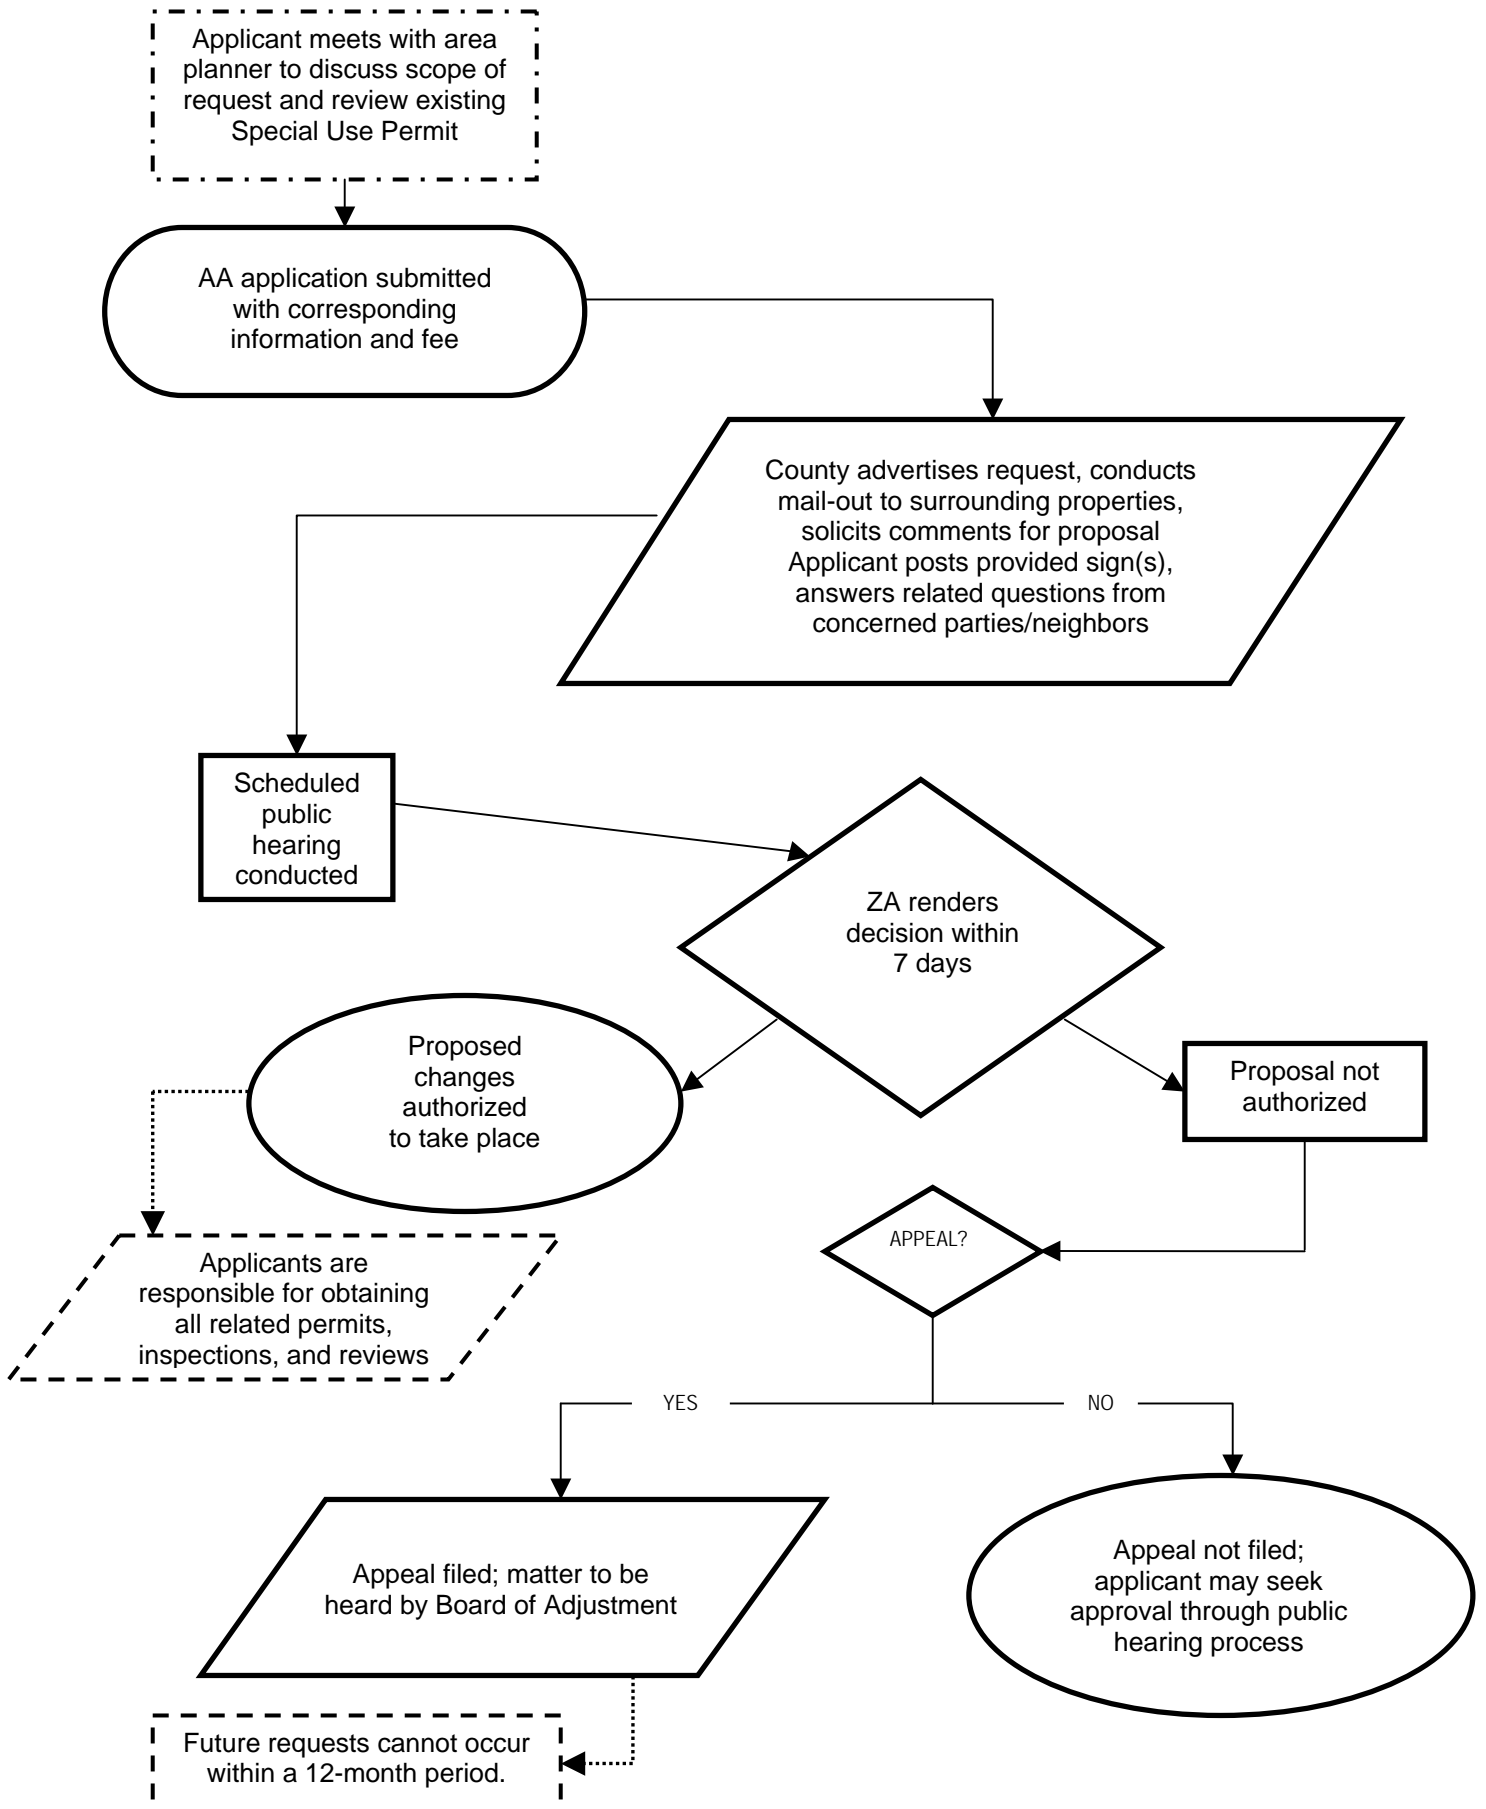 Applicant meets with area
planner to discuss scope of
request and review existing
Special Use Permit
AA application submitted
with corresponding
information and fee
County advertises request, conducts
mail-out to surrounding properties,
solicits comments for proposal
Applicant posts provided sign(s),
answers related questions from
concerned parties/neighbors
Scheduled
public
hearing
conducted
ZA renders
decision within
7 days
Proposed
changes
authorized
to take place
Proposal not
authorized
Applicants are
responsible for obtaining
all related permits,
inspections, and reviews
APPEAL?
YES
NO
Appeal filed; matter to be
heard by Board of Adjustment
Appeal not filed;
applicant may seek
approval through public
hearing process
Future requests cannot occur
within a 12-month period.